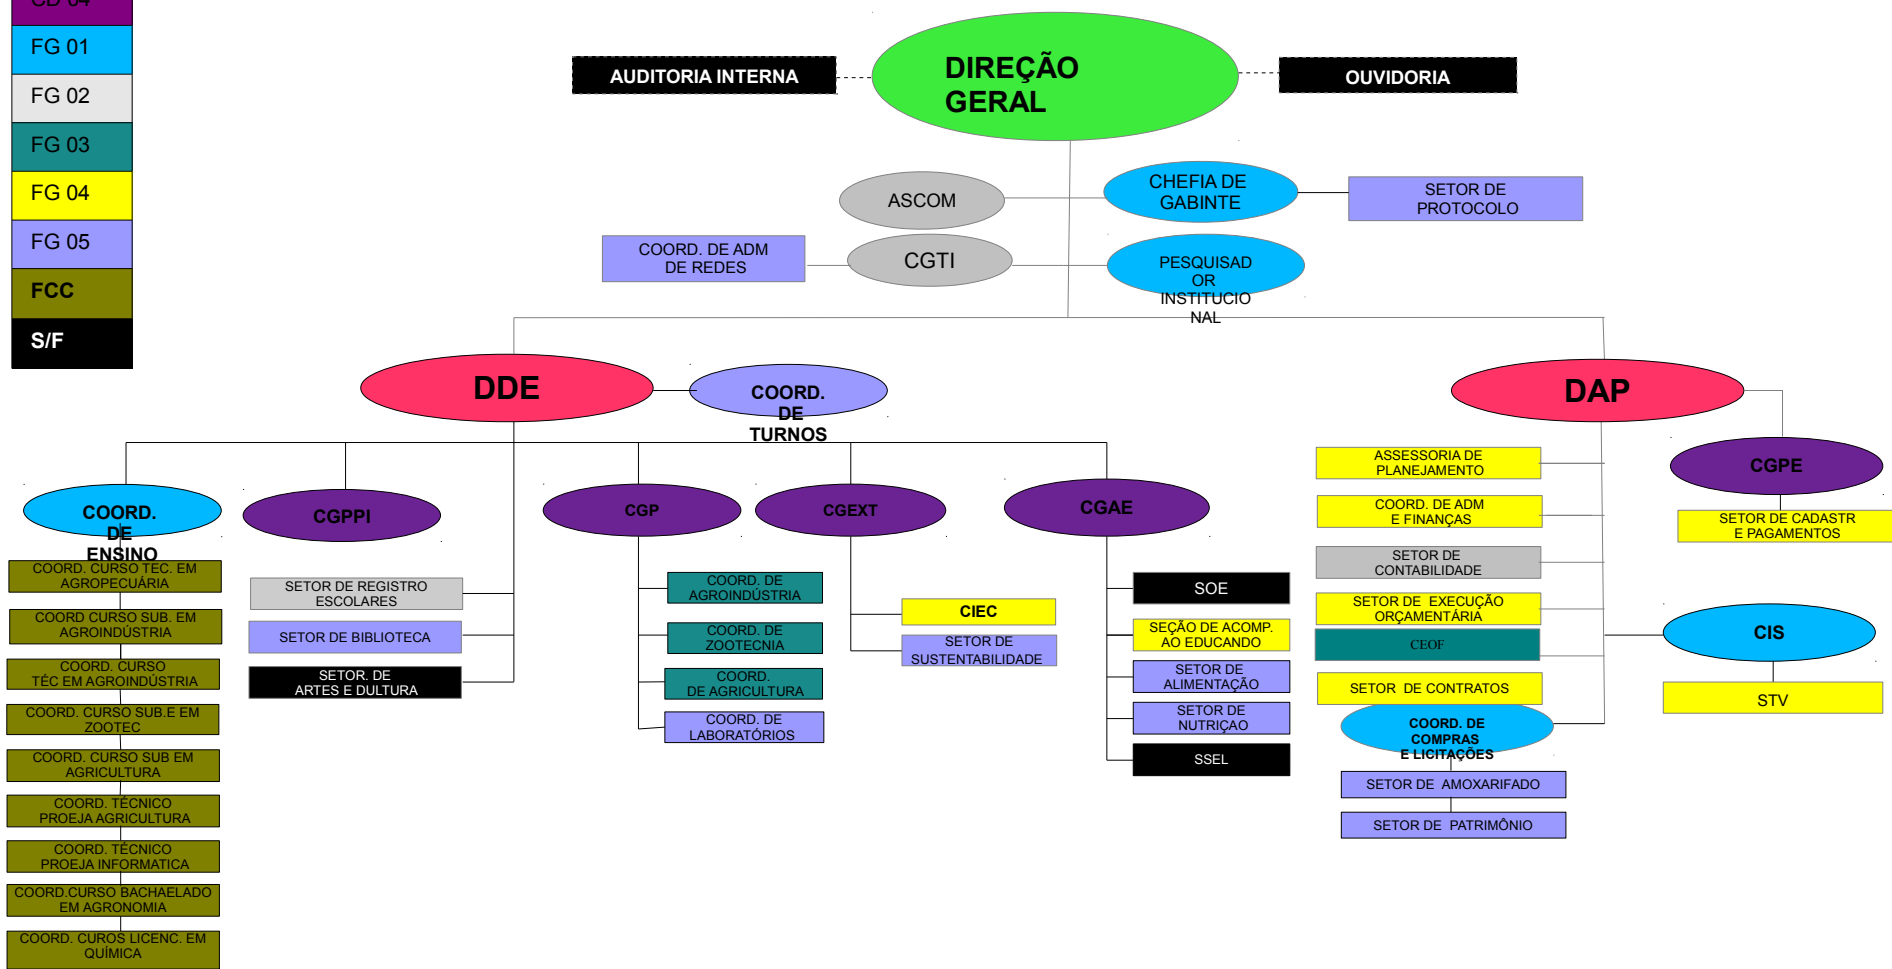 CD 04
FG 01
FG 02
FG 03
FG 04
FG 05
FCC
S/F
AUDITORIA INTERNA
DIREÇÃO
GERAL
OUVIDORIA
ASCOM
CHEFIA DE
GABINTE
SETOR DE
PROTOCOLO
COORD. DE ADM
DE REDES
CGTI
PESQUISAD
OR
INSTITUCIO
NAL
DDE
COORD.
DE
TURNOS
DAP
COORD.
DE
ENSINO
CGPPI
CGP
CGEXT
CGAE
CGPE
ASSESSORIA DE
PLANEJAMENTO
COORD. DE ADM
E FINANÇAS
SETOR DE CADASTR
E PAGAMENTOS
SETOR DE
CONTABILIDADE
SETOR DE EXECUÇÃO
ORÇAMENTÁRIA
CEOF
SETOR DE CONTRATOS
CIS
STV
COORD. DE
COMPRAS
E LICITAÇÕES
SETOR DE AMOXARIFADO
SETOR DE PATRIMÔNIO
COORD. CURSO TEC. EM
AGROPECUÁRIA
COORD CURSO SUB. EM
AGROINDÚSTRIA
COORD. CURSO
TÉC EM AGROINDÚSTRIA
COORD. CURSO SUB.E EM
ZOOTEC
COORD. CURSO SUB EM
AGRICULTURA
COORD. TÉCNICO
PROEJA AGRICULTURA
COORD. TÉCNICO
PROEJA INFORMATICA
COORD.CURSO BACHAELADO
EM AGRONOMIA
COORD. CUROS LICENC. EM
QUÍMICA
SETOR DE REGISTRO
ESCOLARES
SETOR DE BIBLIOTECA
SETOR. DE
ARTES E DULTURA
COORD. DE
AGROINDÚSTRIA
COORD. DE
ZOOTECNIA
COORD.
DE AGRICULTURA
COORD. DE
LABORATÓRIOS
CIEC
SETOR DE
SUSTENTABILIDADE
SOE
SEÇÃO DE ACOMP.
AO EDUCANDO
SETOR DE
ALIMENTAÇÃO
SETOR DE
NUTRIÇAO
SSEL